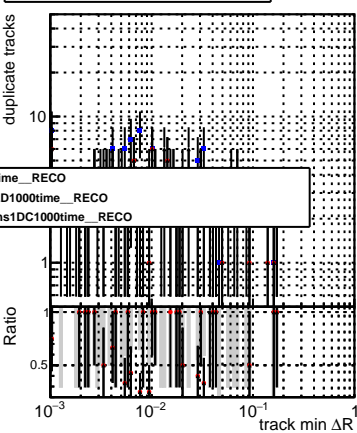 duplicate tracks
10
ime__RECO
D1000time__RECO
ns1DC1000time__RECO
1
Ratio
1
0.5
10⁻³ 10⁻² 10⁻¹ 1
track min ΔR